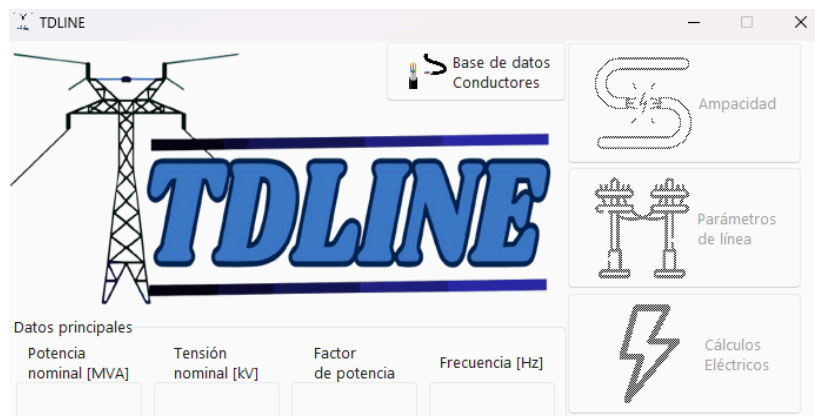 TDLINE
Base de datos
Conductores
Ampacidad
TDLINE
Parámetros
de línea
Datos principales
Potencia
nominal [MVA]
Tensión
nominal [kV]
Factor
de potencia
Frecuencia [Hz]
Cálculos
Eléctricos